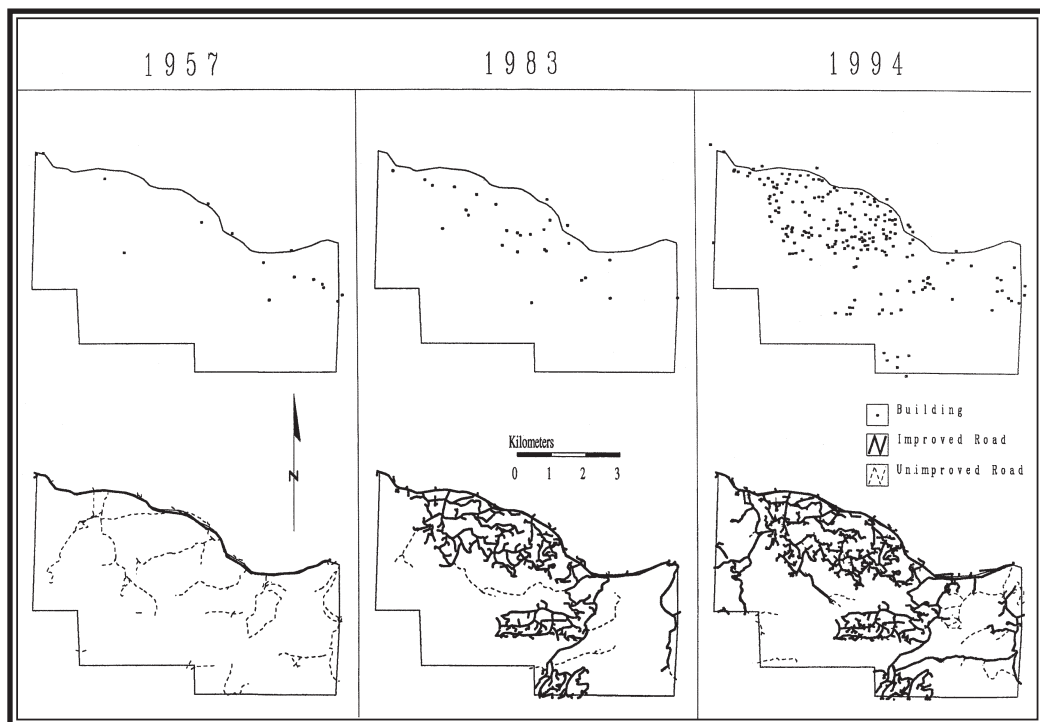 1957 1983 1994
Building
Improved Road
Unimproved Road
Kilometers
0 1 2 3
N